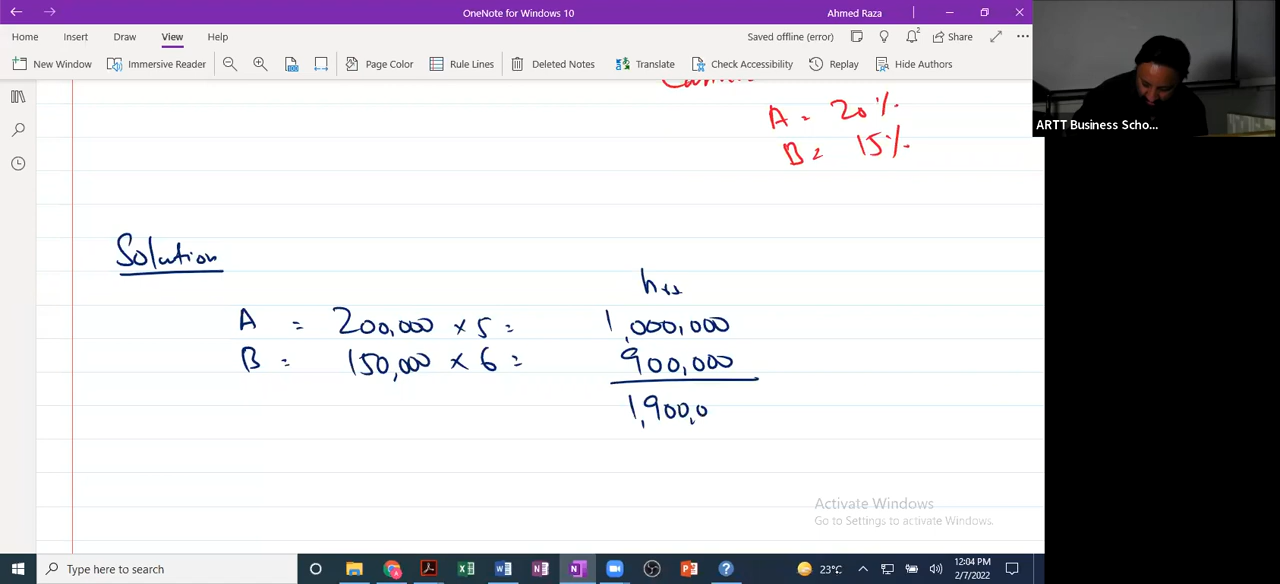 OneNote for Windows 10
Ahmed Raza
Home Insert Draw View Help
Saved offline (error)
2
Share
New Window
Immersive Reader
Page Color
Rule Lines
Deleted Notes
Translate
Check Accessibility
Replay
Hide Authors
ARTT Business Scho...
A = 20%
B = 15%
Solution
hrs
A = 200,000 × 5 = 1,000,000
B = 150,000 × 6 = 900,000
1,900,0
Activate Windows
Go to Settings to activate Windows.
Type here to search
23°C
12:04 PM
2/7/2022